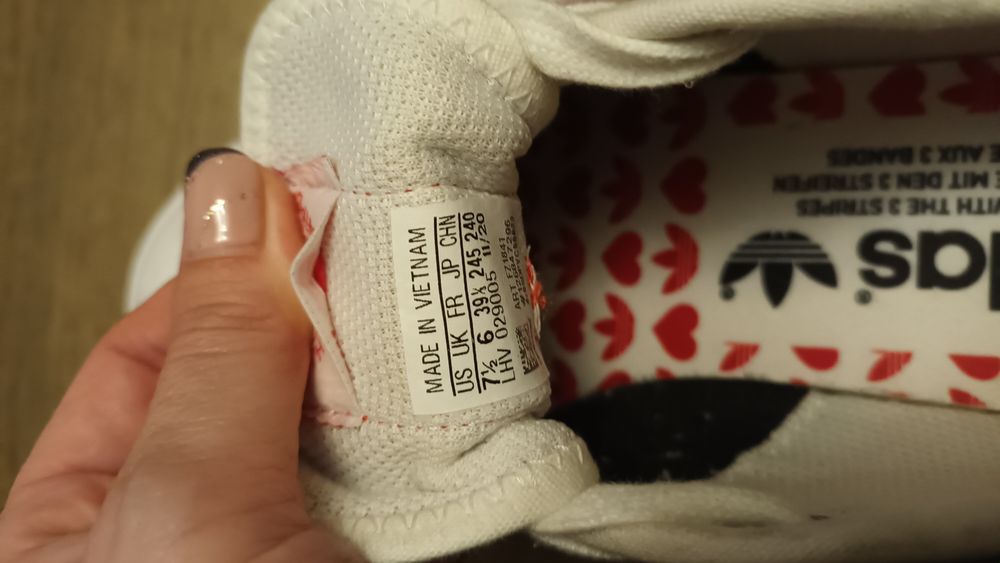 MADE IN VIETNAM
US UK FR JP CHN
7½ 6 39⅓ 245 240
LHV 029005 11/20
das®
WITH THE 3 STRIPES
MIT DEN 3 STREIFEN
AUX 3 BANDES